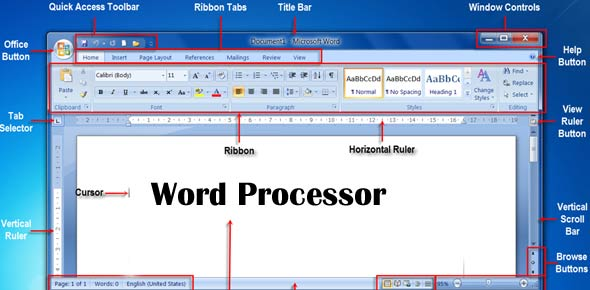 Quick Access Toolbar
Ribbon Tabs
Title Bar
Window Controls
Office Button
Document1 - Microsoft Word
Home Insert Page Layout References Mailings Review View
Help Button
Paste
Calibri (Body) 11
AaBbCcDd AaBbCcDd AaBbCc
¶ Normal ¶ No Spacing Heading 1
Change Styles
Find
Replace
Select
Clipboard Font Paragraph Styles Editing
Tab Selector
View Ruler Button
Ribbon
Horizontal Ruler
Cursor
Word Processor
Vertical Ruler
Vertical Scroll Bar
Browse Buttons
Page: 1 of 1 Words: 0 English (United States)